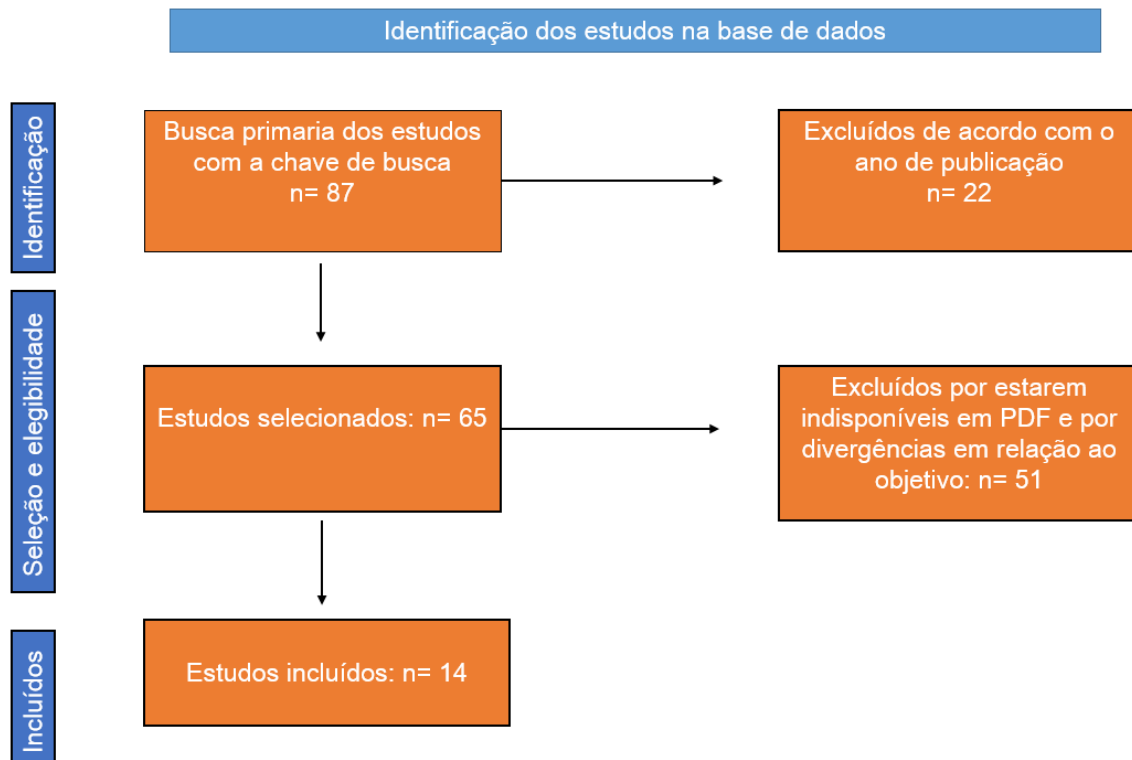 Identificação dos estudos na base de dados
Identificação
Busca primaria dos estudos
com a chave de busca
n= 87
Excluídos de acordo com o
ano de publicação
n= 22
Seleção e elegibilidade
Estudos selecionados: n= 65
Excluídos por estarem
indisponíveis em PDF e por
divergências em relação ao
objetivo: n= 51
Incluídos
Estudos incluídos: n= 14